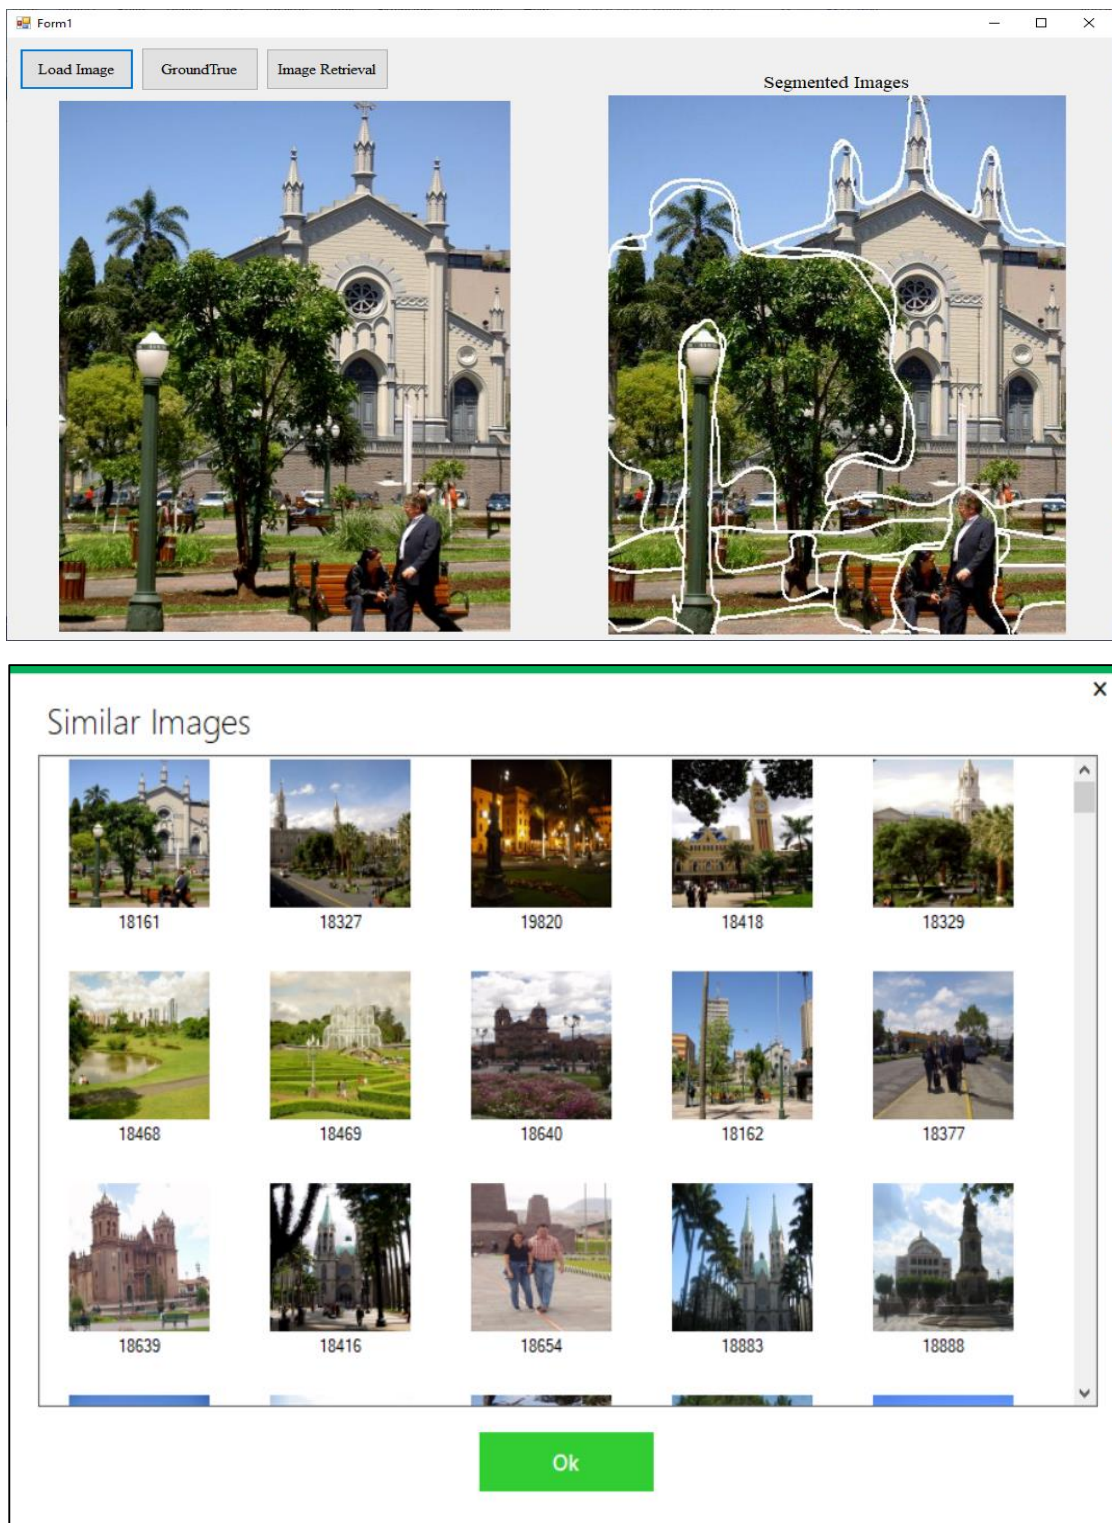 Form1
Load Image GroundTrue Image Retrieval
Segmented Images
Similar Images
18161 18327 19820 18418 18329
18468 18469 18640 18162 18377
18639 18416 18654 18883 18888
Ok